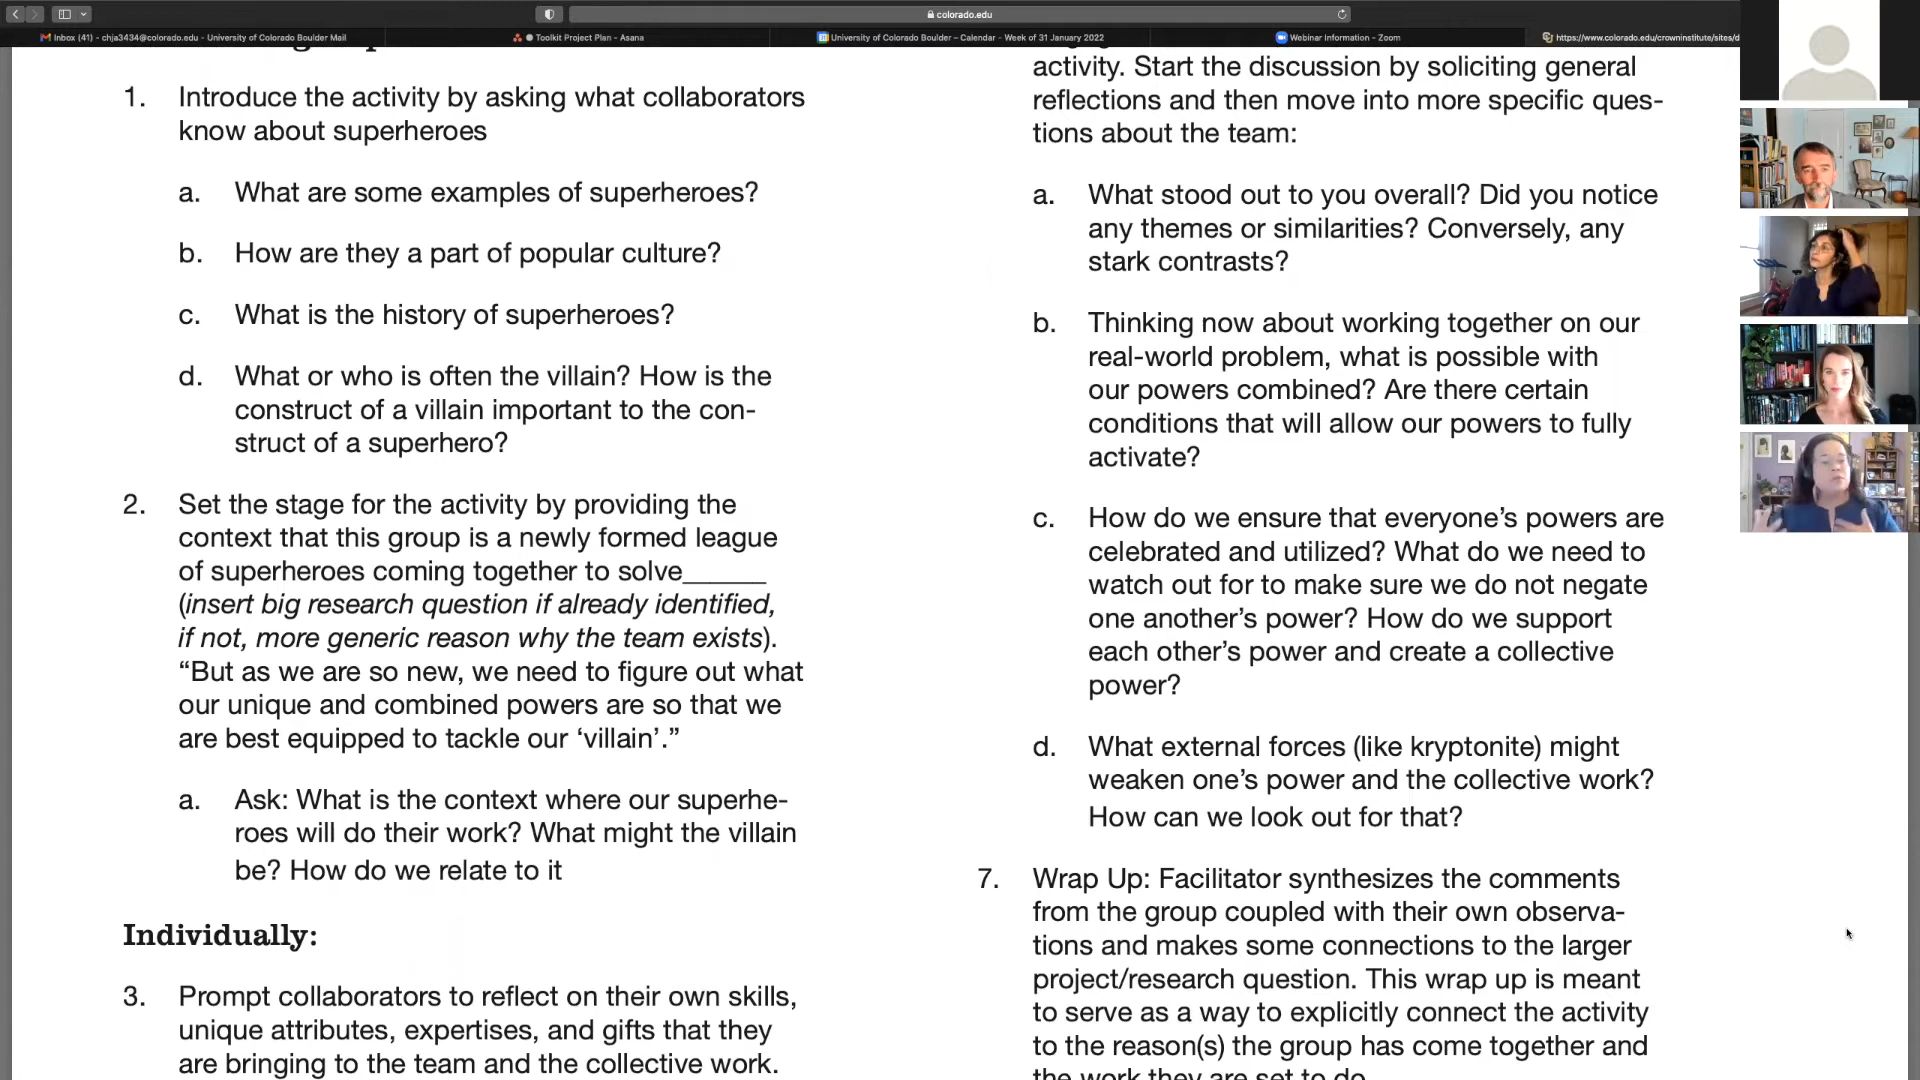 colorado.edu
Inbox (41) - chja3434@colorado.edu - University of Colorado Boulder Mail
Toolkit Project Plan - Asana
University of Colorado Boulder - Calendar - Week of 31 January 2022
Webinar Information - Zoom
https://www.colorado.edu/crowninstitute/sites/d
1. Introduce the activity by asking what collaborators
know about superheroes
a. What are some examples of superheroes?
b. How are they a part of popular culture?
c. What is the history of superheroes?
d. What or who is often the villain? How is the
construct of a villain important to the con-
struct of a superhero?
2. Set the stage for the activity by providing the
context that this group is a newly formed league
of superheroes coming together to solve______
(insert big research question if already identified,
if not, more generic reason why the team exists).
“But as we are so new, we need to figure out what
our unique and combined powers are so that we
are best equipped to tackle our ‘villain’.”
a. Ask: What is the context where our superhe-
roes will do their work? What might the villain
be? How do we relate to it
Individually:
3. Prompt collaborators to reflect on their own skills,
unique attributes, expertises, and gifts that they
are bringing to the team and the collective work.
activity. Start the discussion by soliciting general
reflections and then move into more specific ques-
tions about the team:
a. What stood out to you overall? Did you notice
any themes or similarities? Conversely, any
stark contrasts?
b. Thinking now about working together on our
real-world problem, what is possible with
our powers combined? Are there certain
conditions that will allow our powers to fully
activate?
c. How do we ensure that everyone’s powers are
celebrated and utilized? What do we need to
watch out for to make sure we do not negate
one another’s power? How do we support
each other’s power and create a collective
power?
d. What external forces (like kryptonite) might
weaken one’s power and the collective work?
How can we look out for that?
7. Wrap Up: Facilitator synthesizes the comments
from the group coupled with their own observa-
tions and makes some connections to the larger
project/research question. This wrap up is meant
to serve as a way to explicitly connect the activity
to the reason(s) the group has come together and
the work they are set to do.